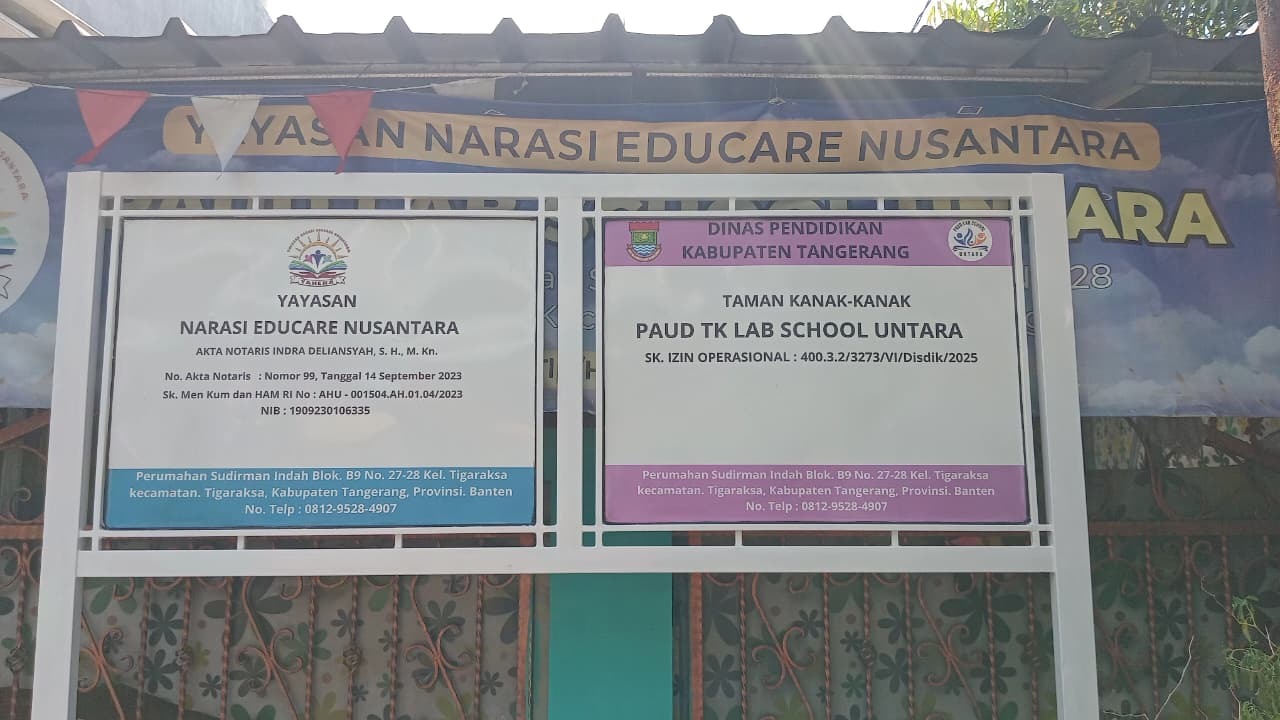 YAYASAN NARASI EDUCARE NUSANTARA
ARA
28
YAYASAN
NARASI EDUCARE NUSANTARA
AKTA NOTARIS INDRA DELIANSYAH, S. H., M. Kn.
No. Akta Notaris : Nomor 99, Tanggal 14 September 2023
Sk. Men Kum dan HAM RI No : AHU - 001504.AH.01.04/2023
NIB : 1909230106335
Perumahan Sudirman Indah Blok. B9 No. 27-28 Kel. Tigaraksa
kecamatan. Tigaraksa, Kabupaten Tangerang, Provinsi. Banten
No. Telp : 0812-9528-4907
DINAS PENDIDIKAN
KABUPATEN TANGERANG
PAUD LAB SCHOOL
UNTARA
TAMAN KANAK-KANAK
PAUD TK LAB SCHOOL UNTARA
SK. IZIN OPERASIONAL : 400.3.2/3273/VI/Disdik/2025
Perumahan Sudirman Indah Blok. B9 No. 27-28 Kel. Tigaraksa
kecamatan. Tigaraksa, Kabupaten Tangerang, Provinsi. Banten
No. Telp : 0812-9528-4907